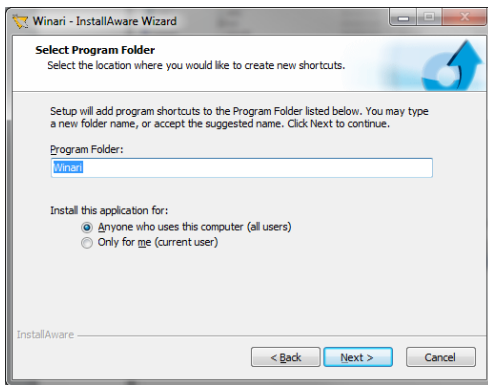 Winari - InstallAware Wizard
Select Program Folder
Select the location where you would like to create new shortcuts.
Setup will add program shortcuts to the Program Folder listed below. You may type
a new folder name, or accept the suggested name. Click Next to continue.
Program Folder:
Winari
Install this application for:
Anyone who uses this computer (all users)
Only for me (current user)
InstallAware
< Back Next > Cancel